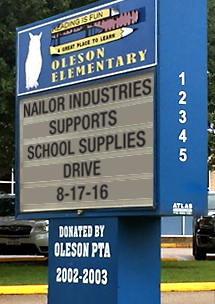 READING IS FUN
A GREAT PLACE TO LEARN
OLESON
ELEMENTARY
NAILOR INDUSTRIES
SUPPORTS
SCHOOL SUPPLIES
DRIVE
8-17-16
1
2
3
4
5
ATLAS
DONATED BY
OLESON PTA
2002-2003